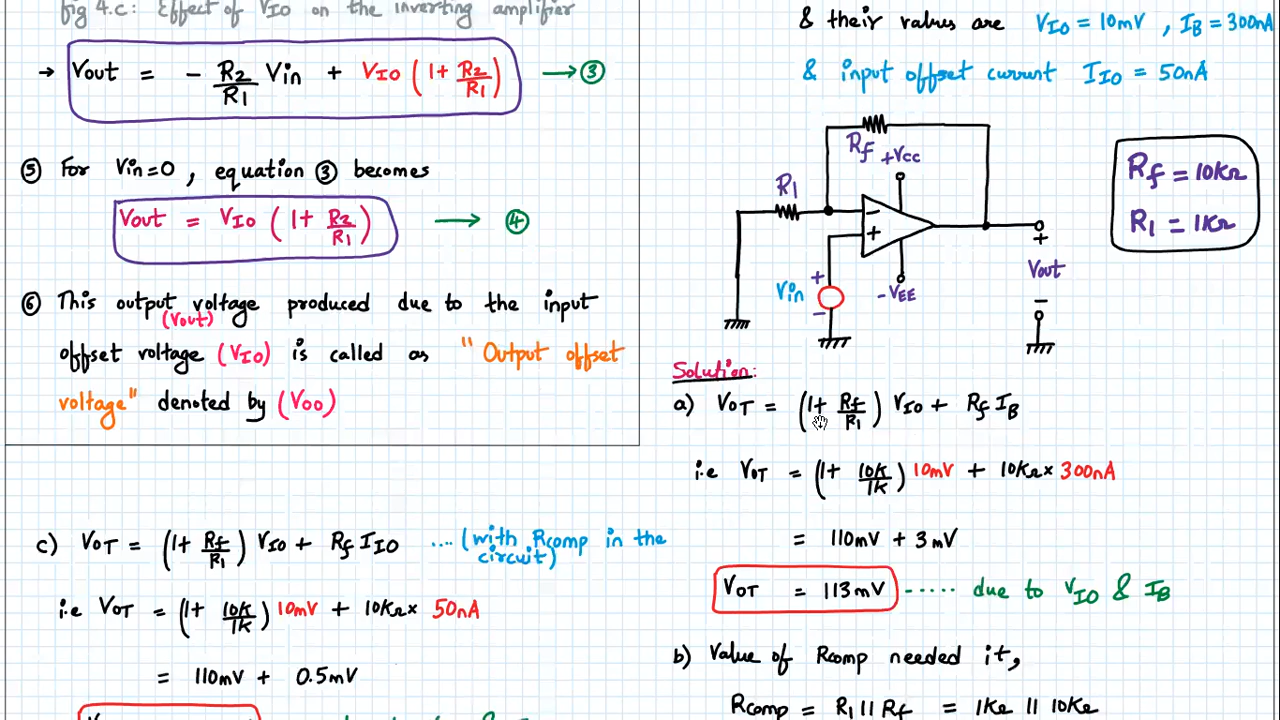 fig 4.c: Effect of VIO on the inverting amplifier
→ Vout = - R2/R1 Vin + VIO (1 + R2/R1) → ③
⑤ For Vin=0, equation ③ becomes
Vout = VIO (1 + R2/R1) → ④
⑥ This output voltage produced due to the input
(Vout)
offset voltage (VIO) is called as "Output offset
voltage" denoted by (VOO)
c) VOT = (1+ Rf/R1) VIO + Rf IIO .... (with Rcomp in the
circuit)
i.e VOT = (1+ 10k/1k) 10mV + 10KΩ × 50nA
= 110mV + 0.5mV
& their values are VIO = 10mV , IB = 300nA
& input offset current IIO = 50nA
Rf
+VCC
R1
-
+
+
Vin
-
-VEE
+
Vout
-
Rf = 10KΩ
R1 = 1KΩ
Solution:
a) VOT = (1+ Rf/R1) VIO + Rf IB
i.e VOT = (1+ 10k/1k) 10mV + 10KΩ × 300nA
= 110mV + 3mV
VOT = 113mV ..... due to VIO & IB
b) Value of Rcomp needed is,
Rcomp = R1 || Rf = 1KΩ || 10KΩ